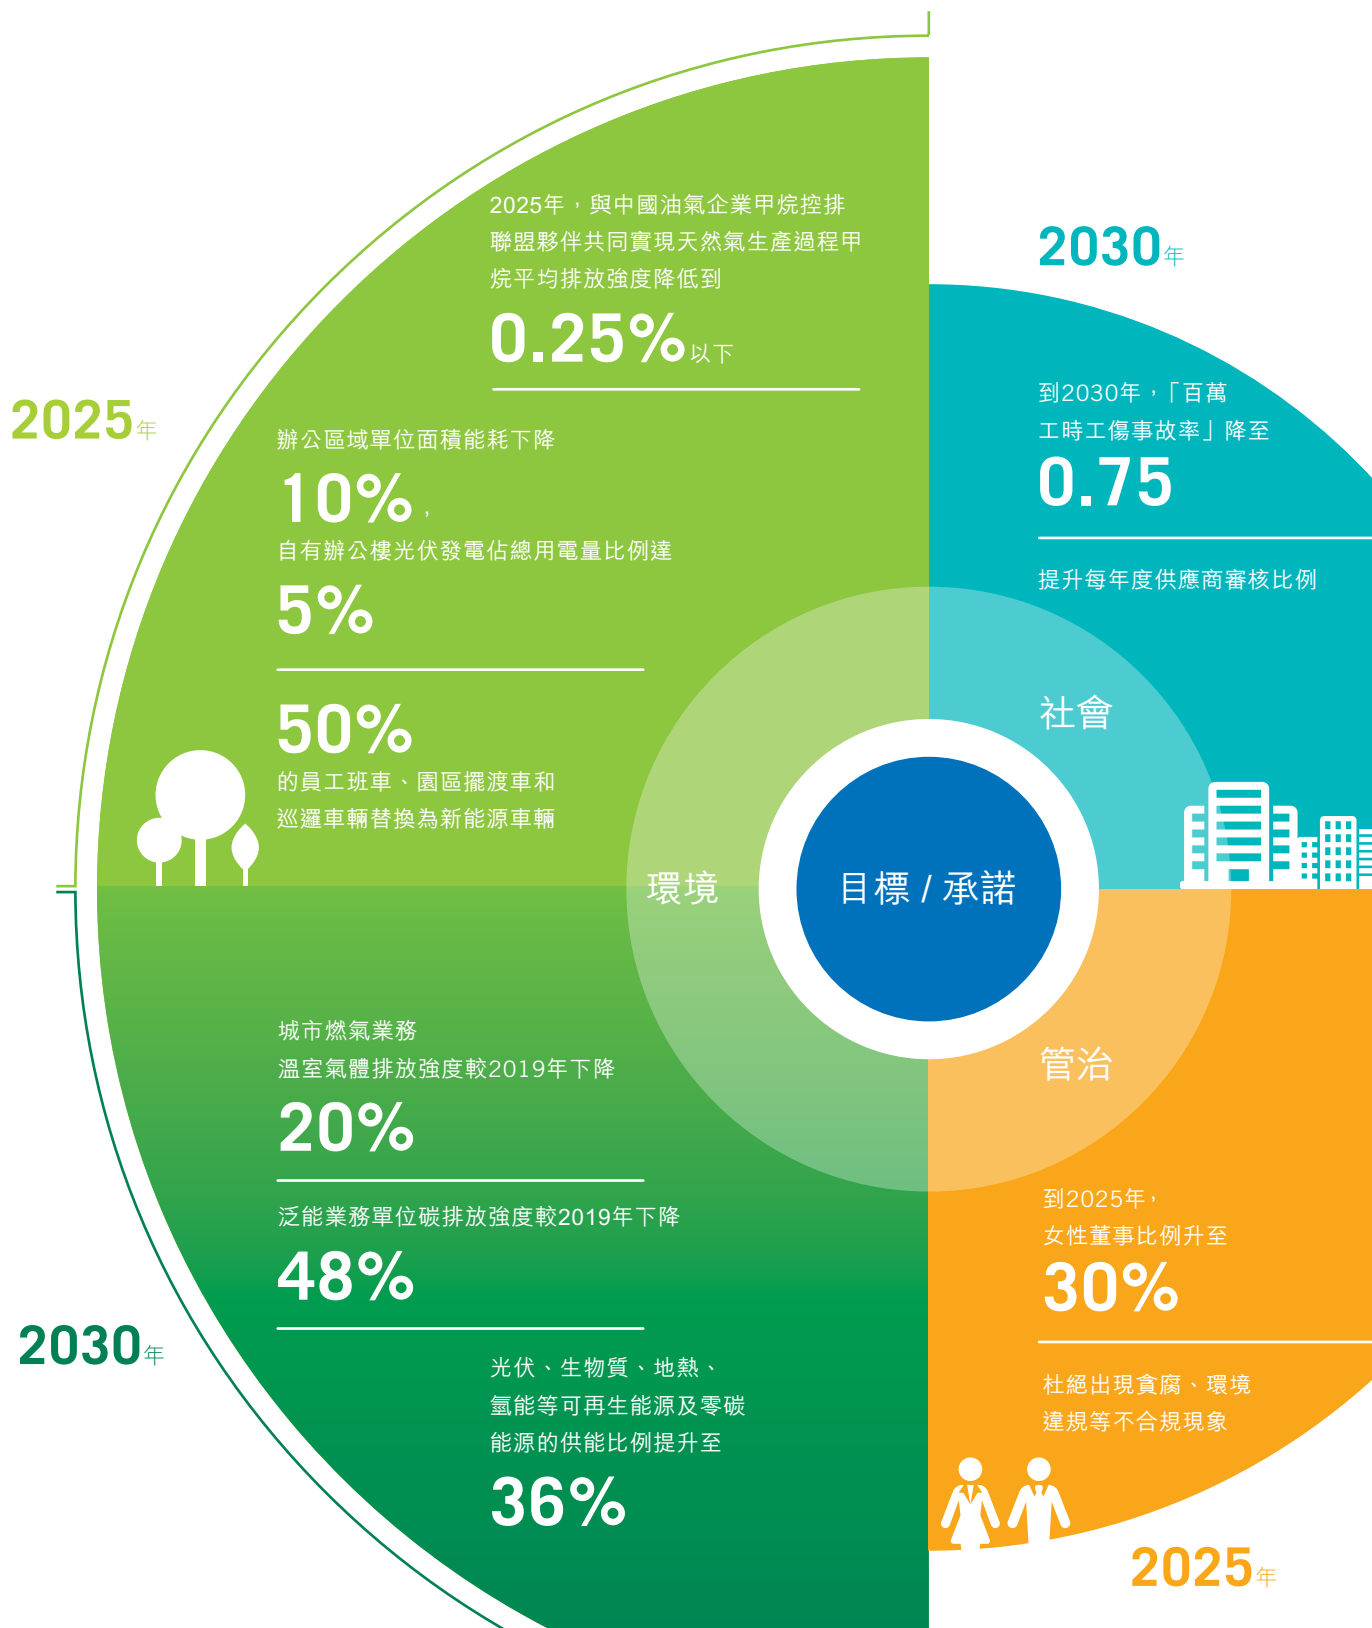 2025年，與中國油氣企業甲烷控排
聯盟夥伴共同實現天然氣生產過程甲
烷平均排放強度降低到
0.25%以下
2025年
辦公區域單位面積能耗下降
10%，
自有辦公樓光伏發電佔總用電量比例達
5%
50%
的員工班車、園區擺渡車和
巡邏車輛替換為新能源車輛
2030年
到2030年，「百萬
工時工傷事故率」降至
0.75
提升每年度供應商審核比例
社會
環境
目標 / 承諾
管治
城市燃氣業務
溫室氣體排放強度較2019年下降
20%
泛能業務單位碳排放強度較2019年下降
48%
2030年
光伏、生物質、地熱、
氫能等可再生能源及零碳
能源的供能比例提升至
36%
到2025年，
女性董事比例升至
30%
杜絕出現貪腐、環境
違規等不合規現象
2025年